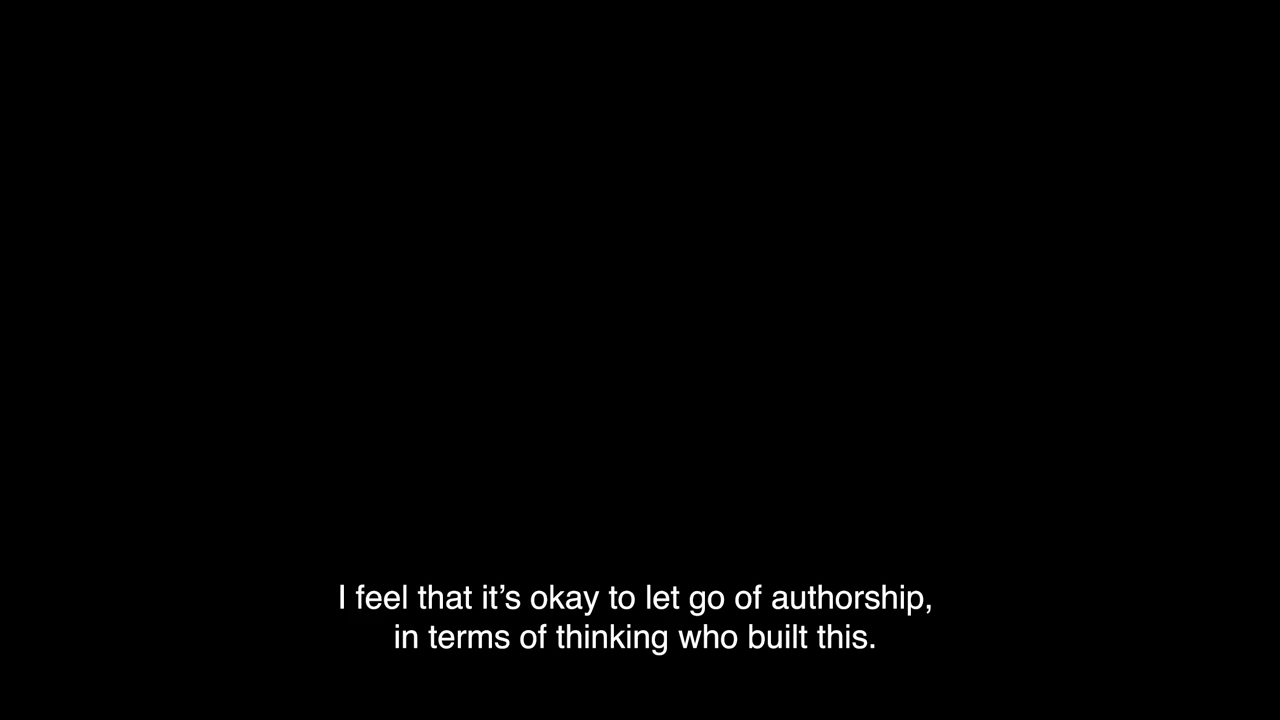 I feel that it’s okay to let go of authorship,
in terms of thinking who built this.